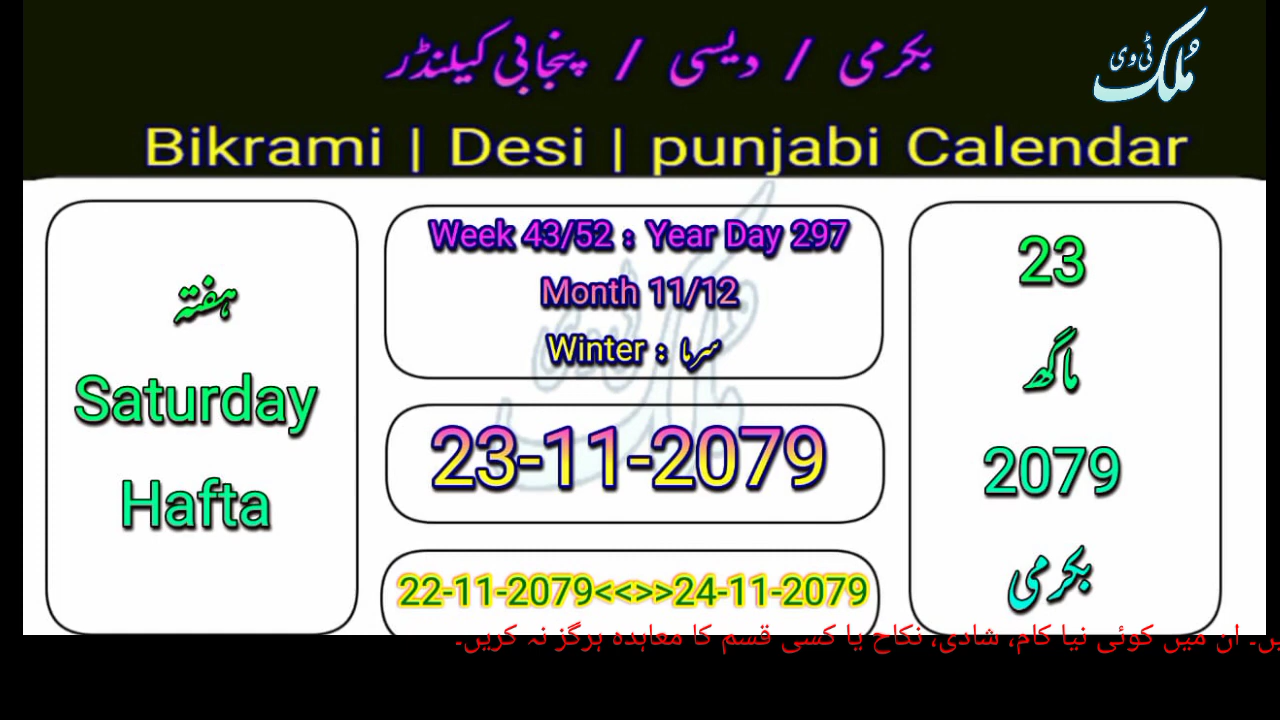 بکرمی / دیسی / پنجابی کیلنڈر
مُلک ٹی وی
Bikrami | Desi | punjabi Calendar
ہفتہ
Saturday
Hafta
Week 43/52 : Year Day 297
Month 11/12
Winter : سرما
23-11-2079
22-11-2079<<>>24-11-2079
23
ماگھ
2079
بکرمی
ان میں کوئی نیا کام، شادی، نکاح یا کسی قسم کا معاہدہ ہرگز نہ کریں۔